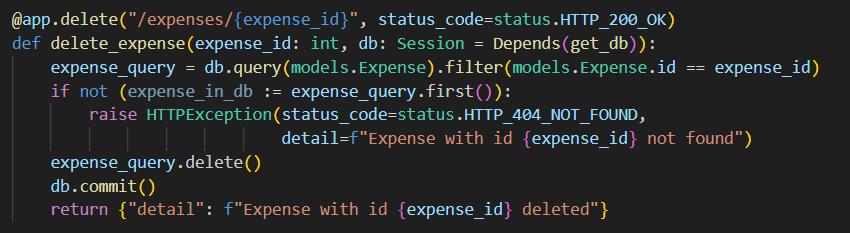 @app.delete("/expenses/{expense_id}", status_code=status.HTTP_200_OK)
def delete_expense(expense_id: int, db: Session = Depends(get_db)):
    expense_query = db.query(models.Expense).filter(models.Expense.id == expense_id)
    if not (expense_in_db := expense_query.first()):
        raise HTTPException(status_code=status.HTTP_404_NOT_FOUND,
                            detail=f"Expense with id {expense_id} not found")
    expense_query.delete()
    db.commit()
    return {"detail": f"Expense with id {expense_id} deleted"}